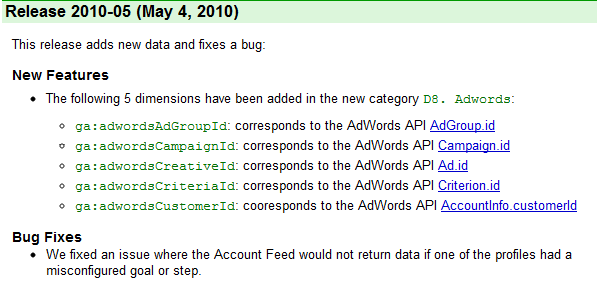 Release 2010-05 (May 4, 2010)
This release adds new data and fixes a bug:
New Features
The following 5 dimensions have been added in the new category D8. Adwords:
ga:adwordsAdGroupId: corresponds to the AdWords API AdGroup.id
ga:adwordsCampaignId: corresponds to the AdWords API Campaign.id
ga:adwordsCreativeId: corresponds to the AdWords API Ad.id
ga:adwordsCriteriaId: corresponds to the AdWords API Criterion.id
ga:adwordsCustomerId: cooresponds to the AdWords API AccountInfo.customerId
Bug Fixes
We fixed an issue where the Account Feed would not return data if one of the profiles had a
misconfigured goal or step.